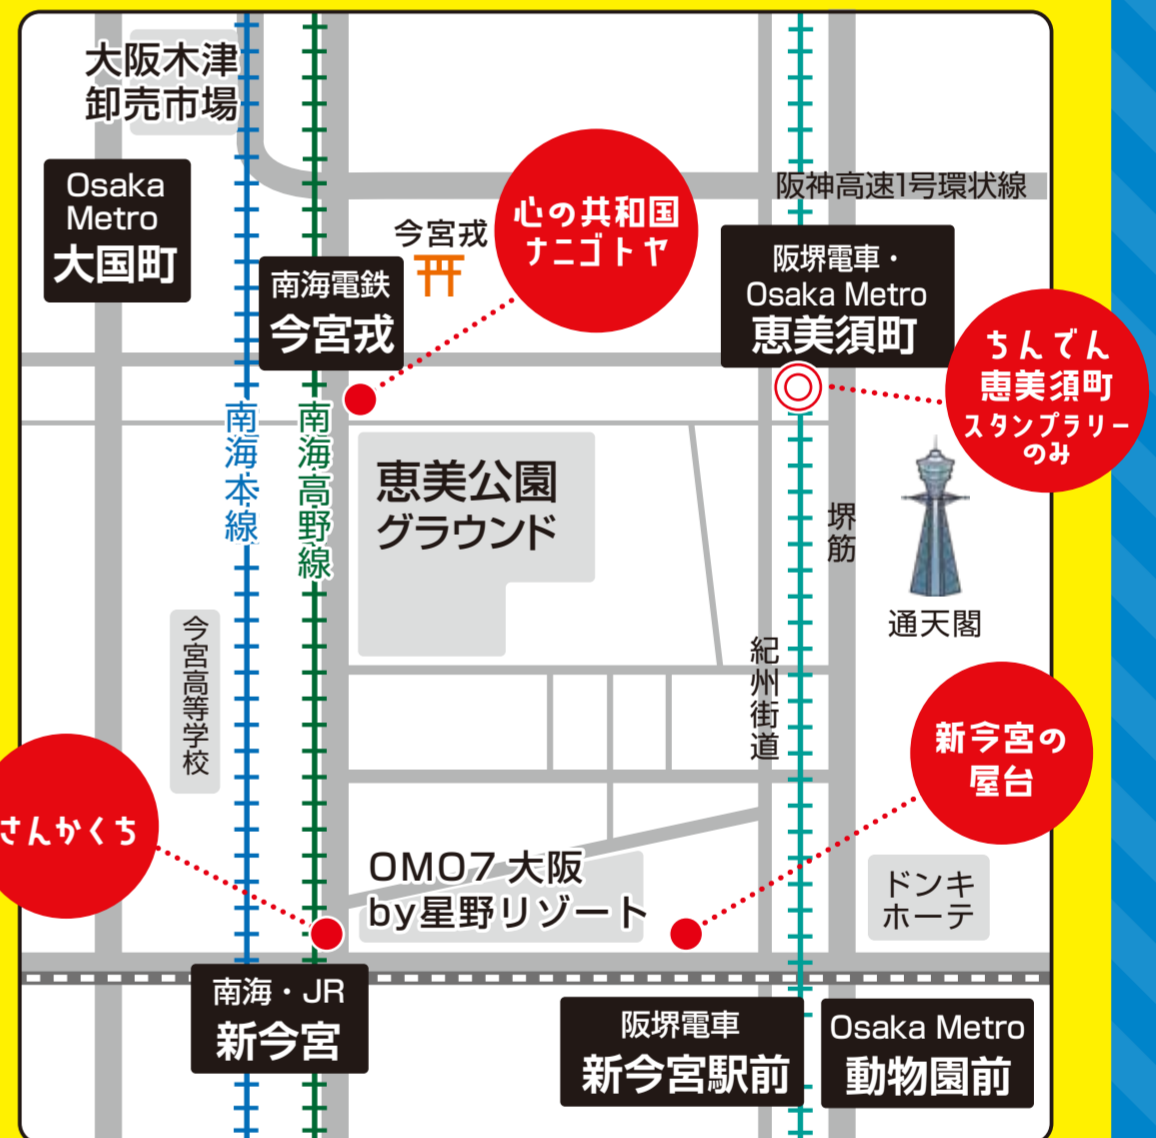 大阪木津
卸売市場
Osaka
Metro
大国町
阪神高速1号環状線
心の共和国
ナニゴトヤ
今宮戎
南海電鉄
今宮戎
阪堺電車・
Osaka Metro
恵美須町
ちんでん
恵美須町
スタンプラリー
のみ
南海本線
南海高野線
恵美公園
グラウンド
堺筋
通天閣
今宮高等学校
紀州街道
新今宮の
屋台
さんかくち
OMO7 大阪
by星野リゾート
ドンキ
ホーテ
南海・JR
新今宮
阪堺電車
新今宮駅前
Osaka Metro
動物園前